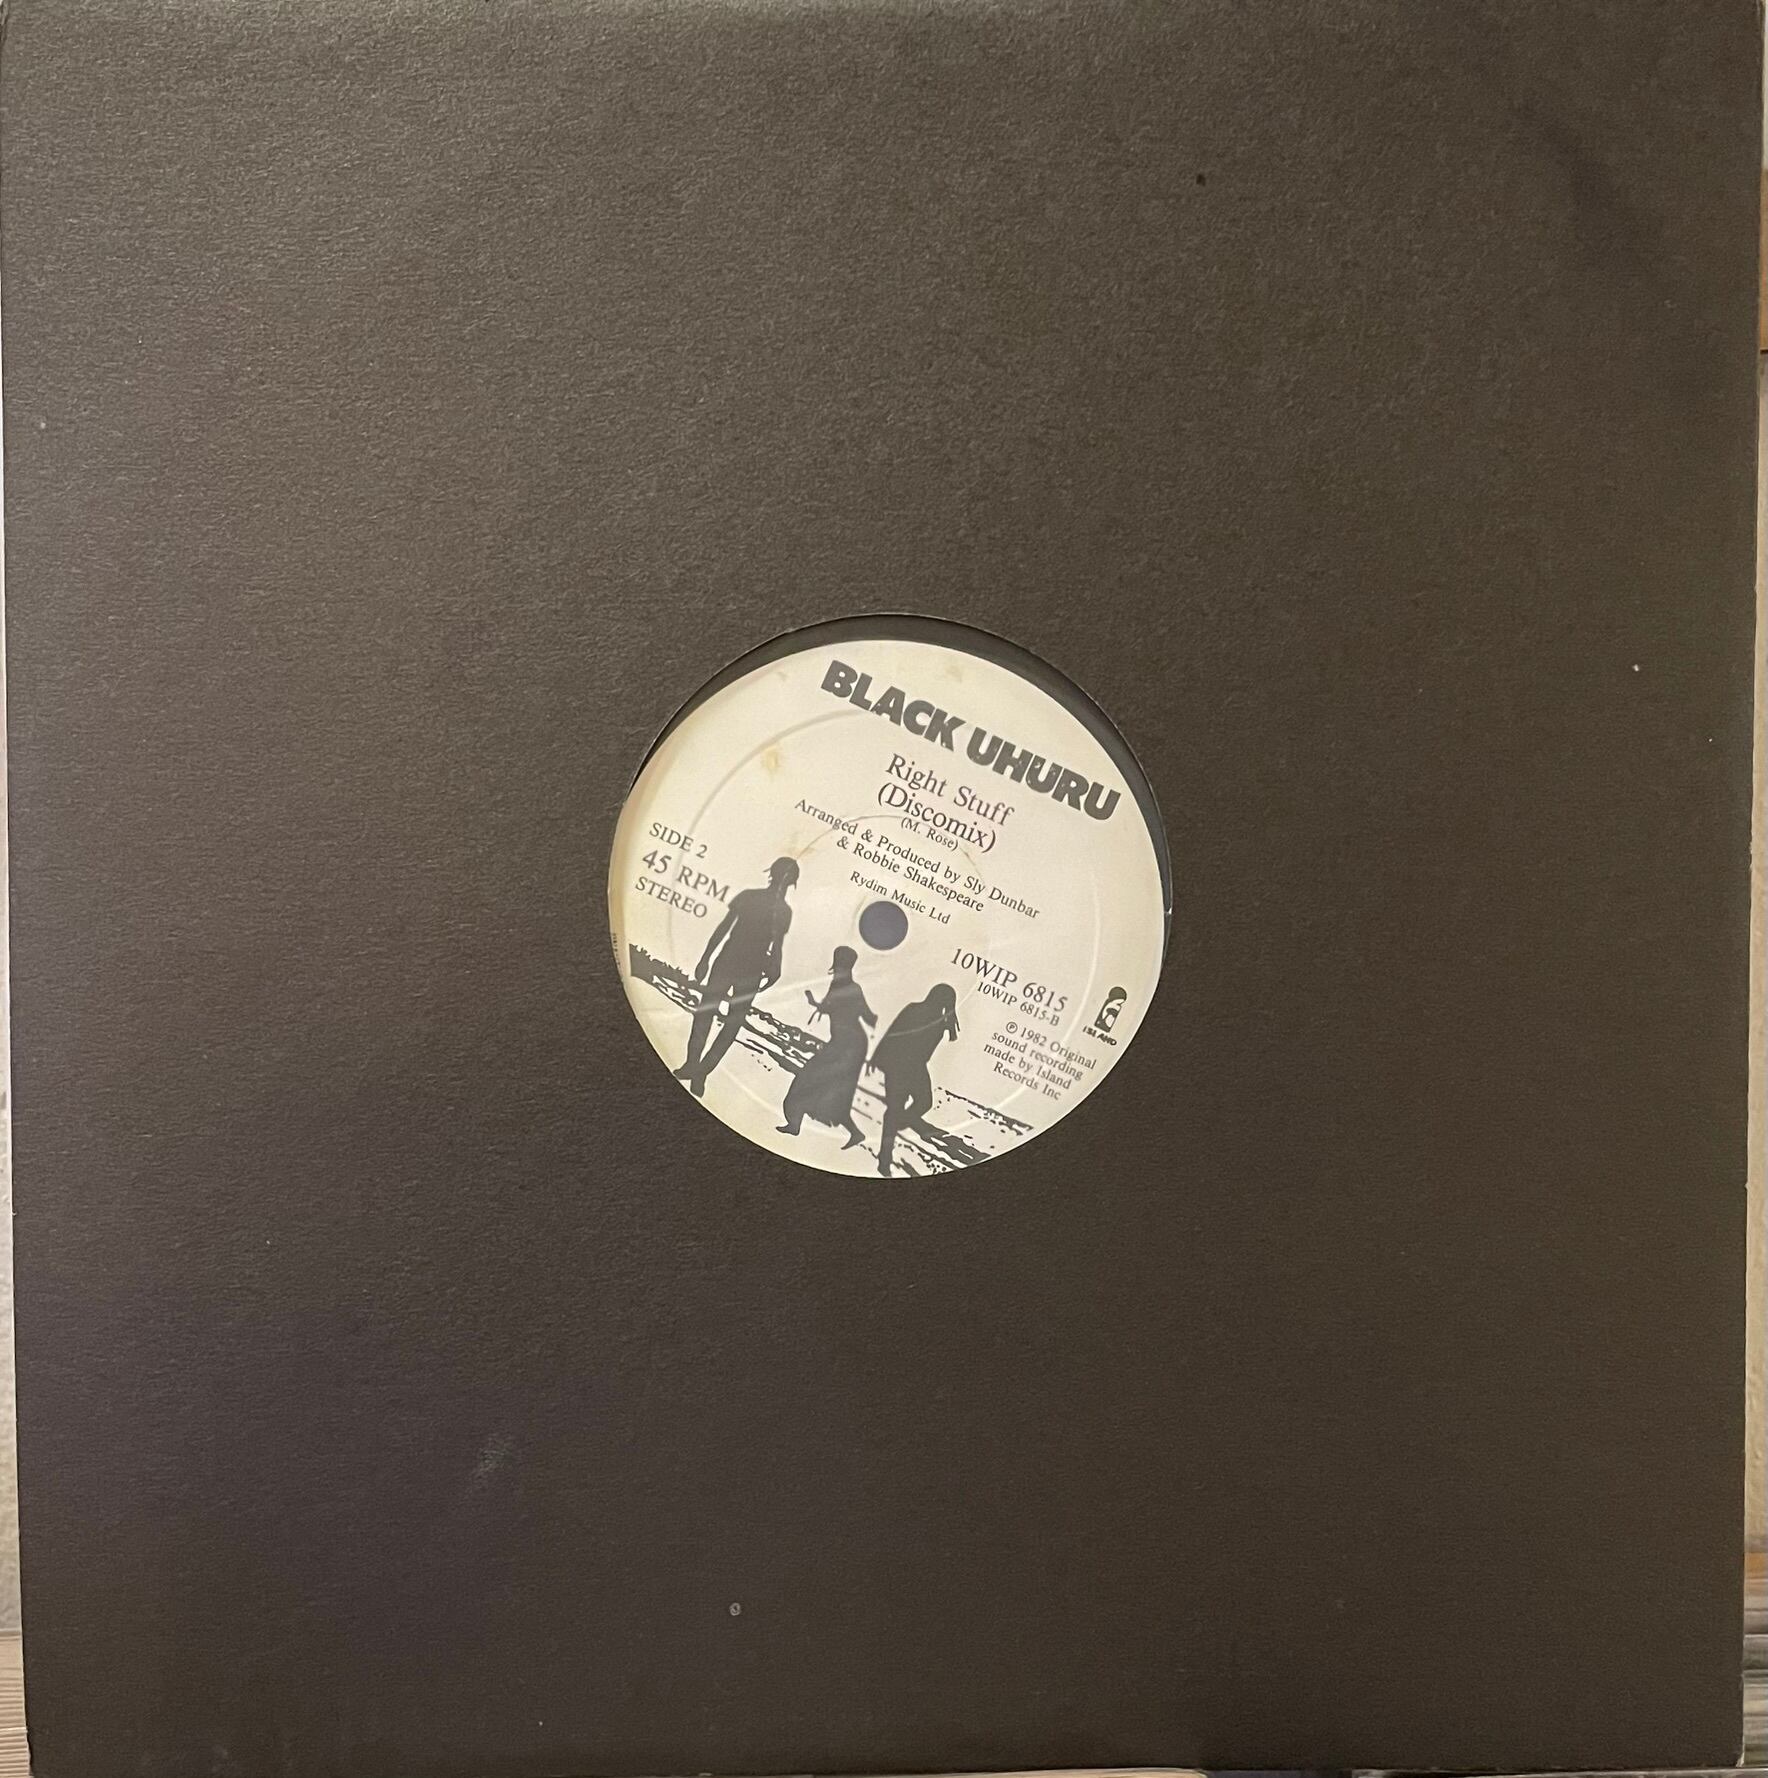 BLACK UHURU
Right Stuff
(Discomix)
(M. Rose)
Arranged & Produced by Sly Dunbar
& Robbie Shakespeare
Rydim Music Ltd
SIDE 2
45 RPM
STEREO
10WIP 6815
10WIP 6815-B
℗ 1982 Original
sound recording
made by Island
Records Inc
ISLAND